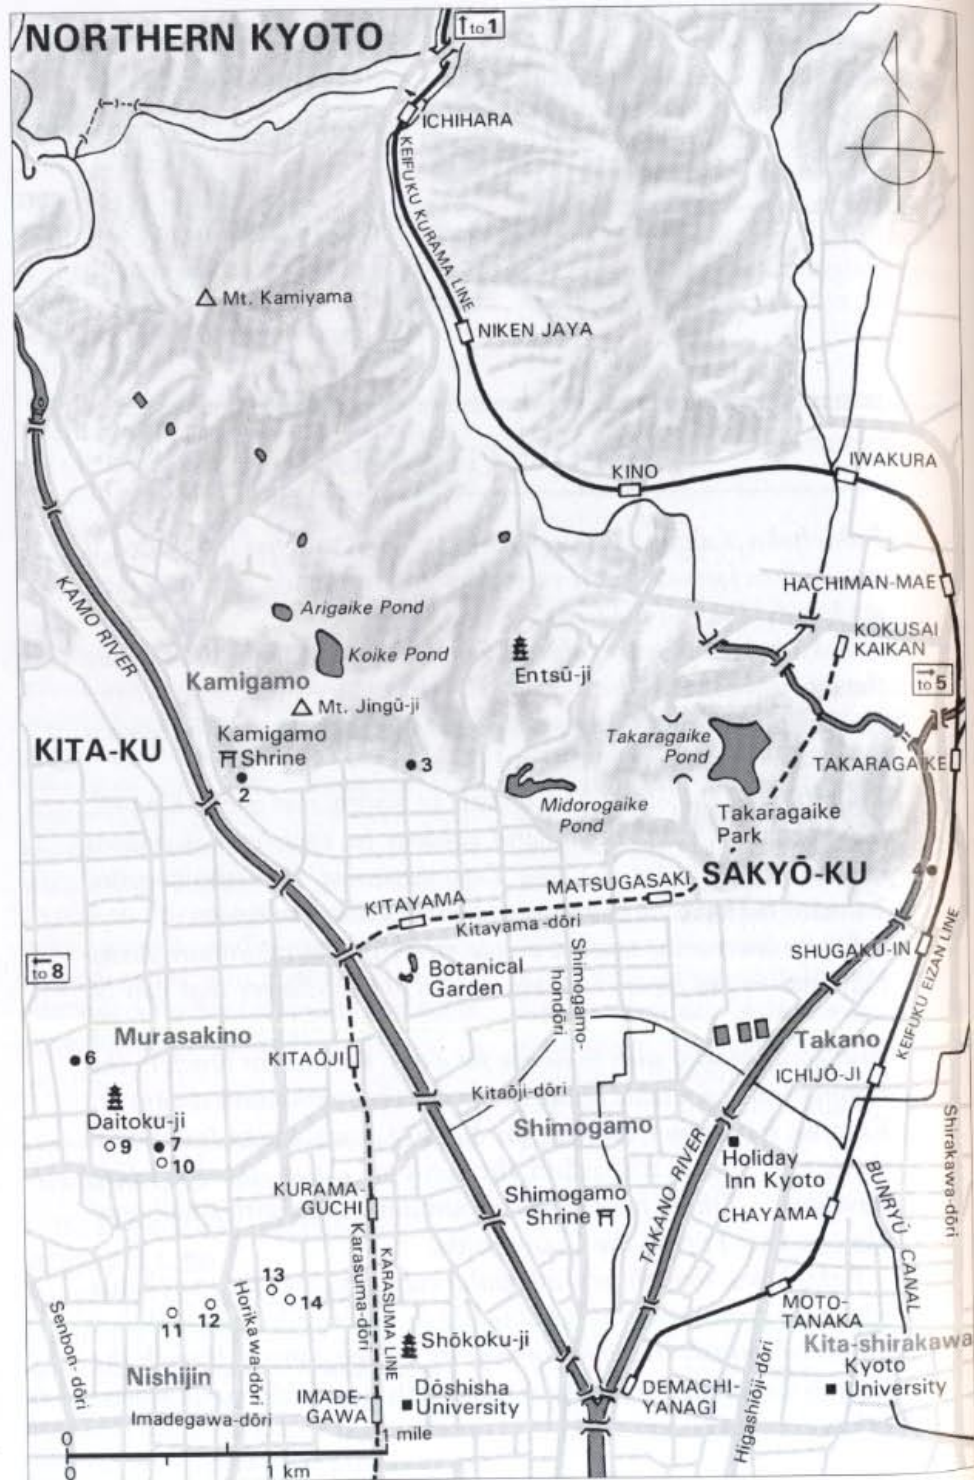 NORTHERN KYOTO
↑ to 1
ICHIHARA
KEIFUKU KURAMA LINE
Mt. Kamiyama
NIKEN JAYA
KINO
IWAKURA
KAMO RIVER
Arigaike Pond
Koike Pond
Entsū-ji
HACHIMAN-MAE
KOKUSAI
KAIKAN
→ to 5
Kamigamo
Mt. Jingū-ji
Kamigamo
Shrine
KITA-KU
2
3
Takaragaike
Pond
TAKARAGAIKE
Midorogaike
Pond
Takaragaike
Park
SAKYŌ-KU
4
MATSUGASAKI
KITAYAMA
Kitayama-dōri
SHUGAKU-IN
KEIFUKU EIZAN LINE
← to 8
Botanical
Garden
Shimogamo-
hondōri
Murasakino
6
KITAŌJI
Takano
ICHIJŌ-JI
Kitaōji-dōri
Daitoku-ji
9
7
10
Shimogamo
Holiday
Inn Kyoto
Shirakawa-dōri
KURAMA-
GUCHI
Shimogamo
Shrine
TAKANO RIVER
CHAYAMA
BUNRYŪ CANAL
Karasuma-dōri
KARASUMA LINE
13
14
12
11
Horikawa-dōri
Senbon-dōri
MOTO-
TANAKA
Shōkoku-ji
Kita-shirakawa
Kyoto
University
Nishijin
Imadegawa-dōri
IMADE-
GAWA
Dōshisha
University
DEMACHI-
YANAGI
Higashiōji-dōri
0
1 mile
0
1 km